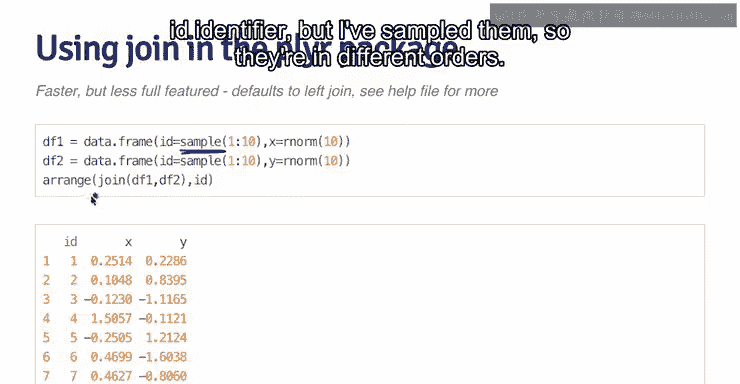 id identifier, but I've sampled them, so
they're in different orders.
Using join in the plyr package
Faster, but less full featured - defaults to left join, see help file for more
df1 = data.frame(id=sample(1:10),x=rnorm(10))
df2 = data.frame(id=sample(1:10),y=rnorm(10))
arrange(join(df1,df2),id)
id x y
1 1 0.2514 0.2286
2 2 0.1048 0.8395
3 3 -0.1230 -1.1165
4 4 1.5057 -0.1121
5 5 -0.2505 1.2124
6 6 0.4699 -1.6038
7 7 0.4627 -0.8060